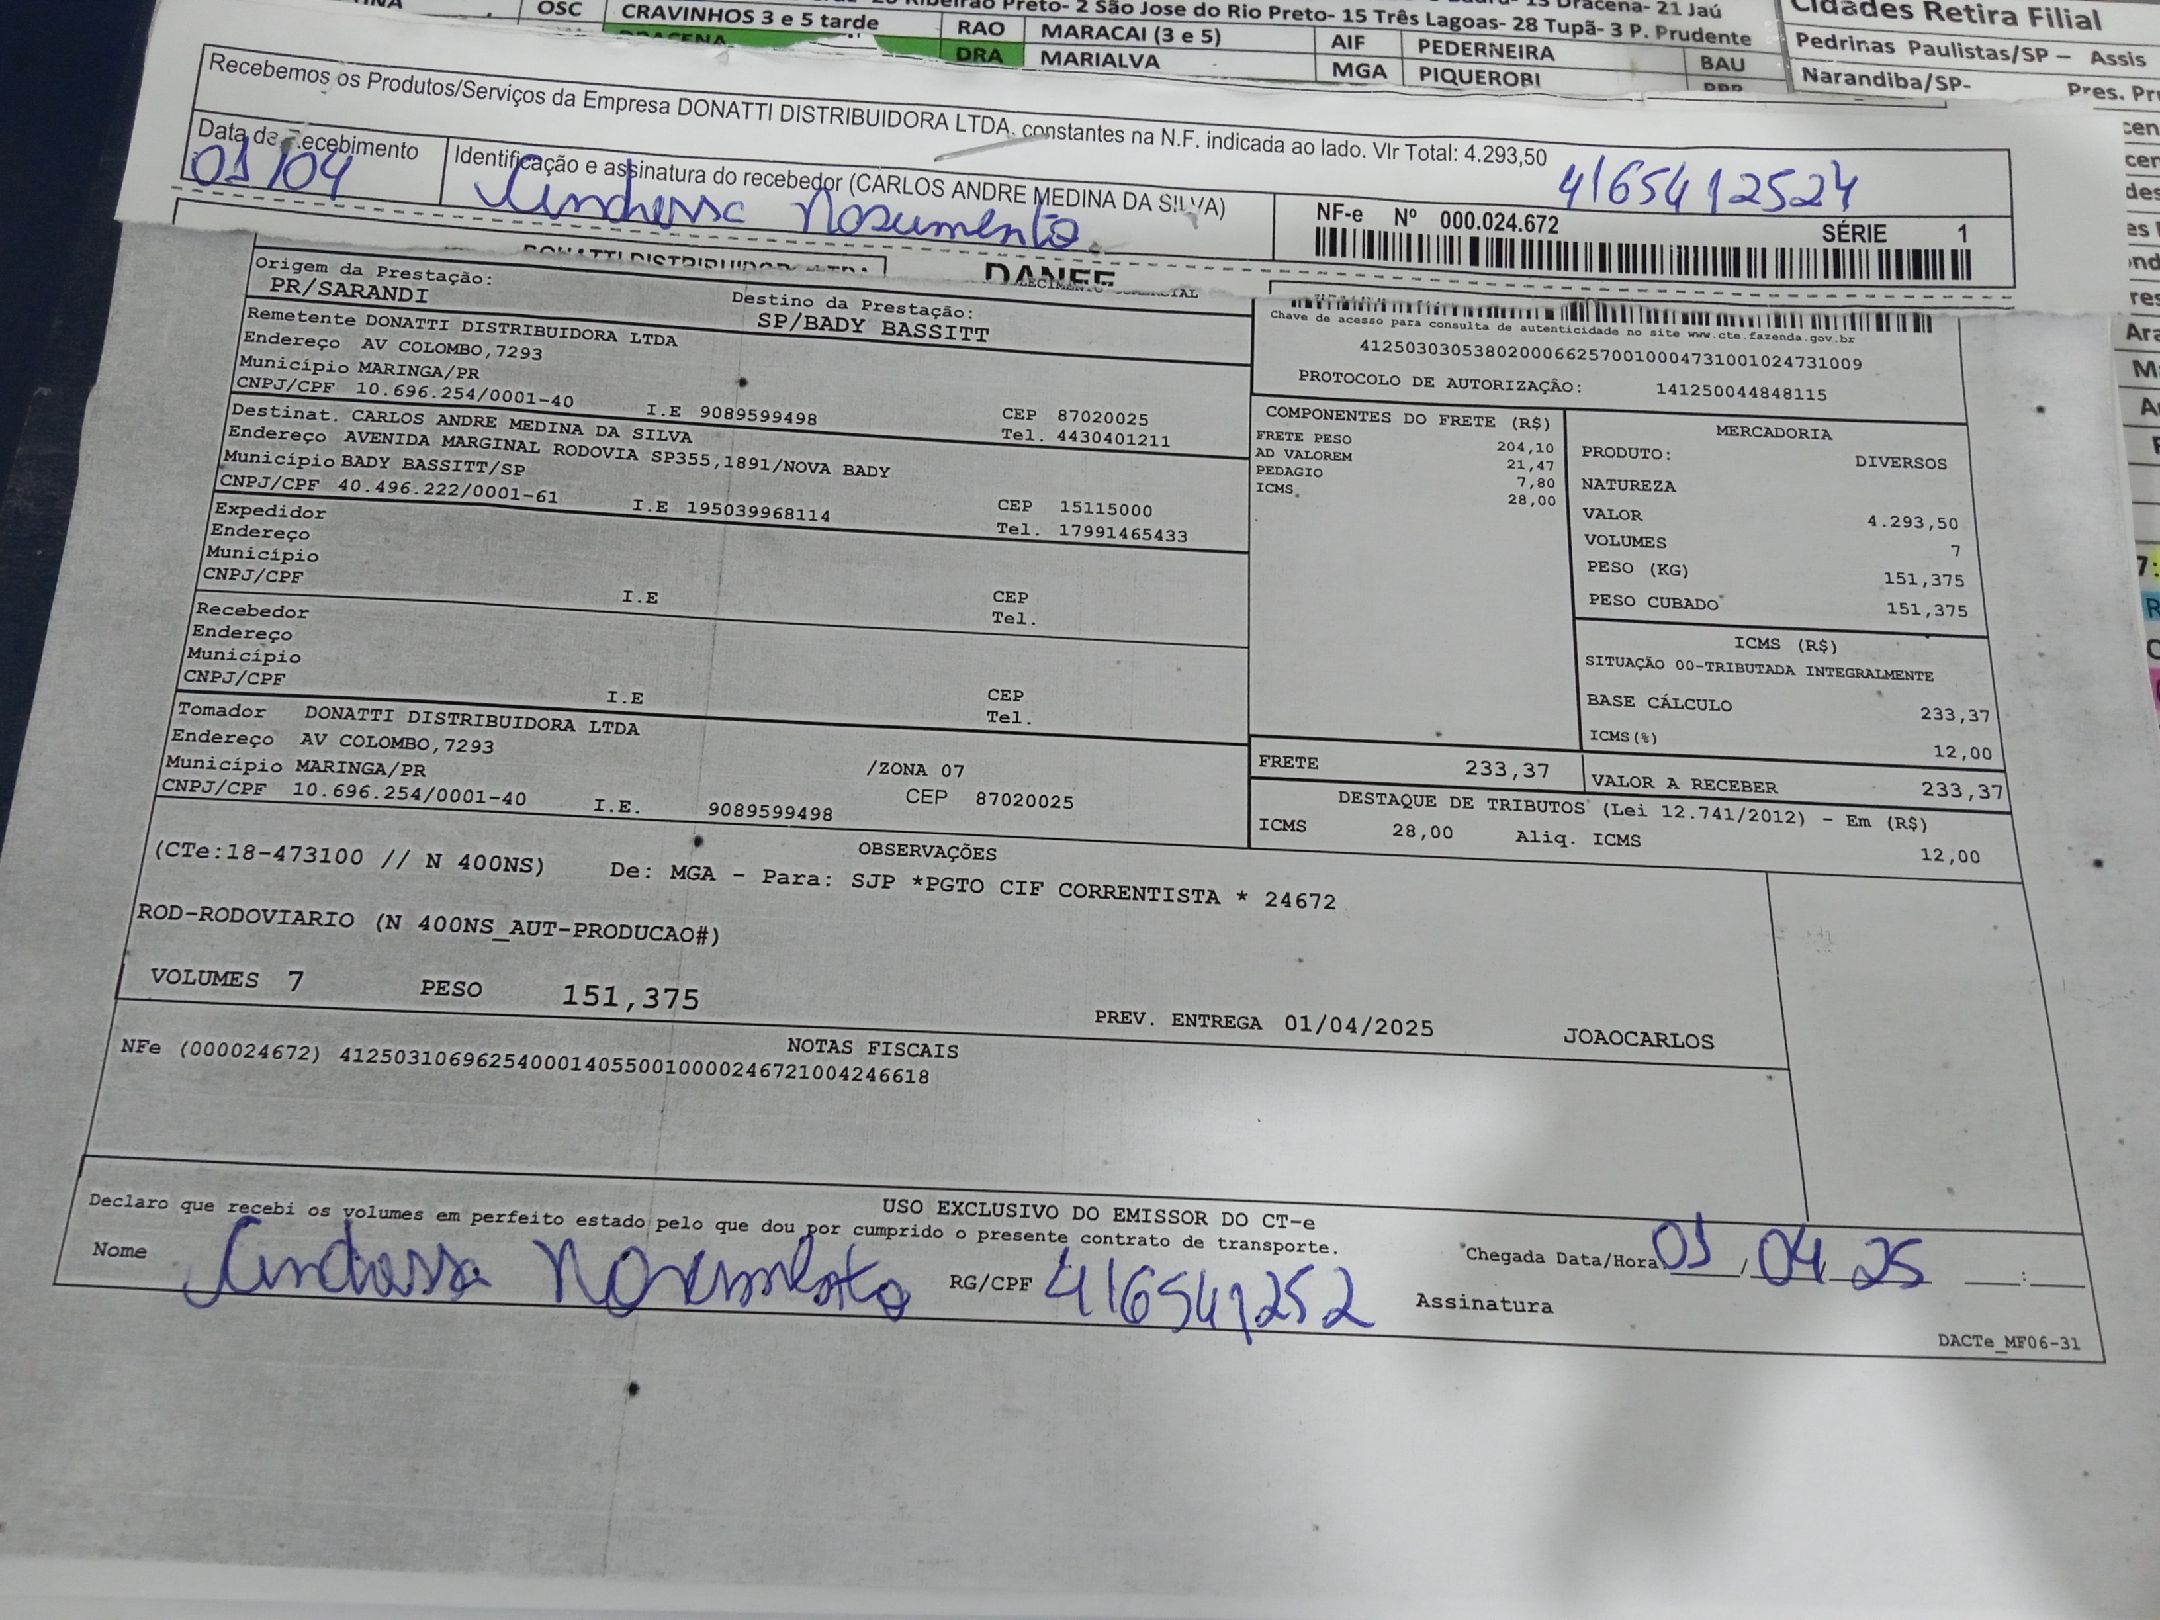 OSC CRAVINHOS 3 e 5 tarde RAO MARACAI (3 e 5) AIF PEDERNEIRA BAU
DRACENA DRA MARIALVA MGA PIQUEROBI
Preto- 2 São Jose do Rio Preto- 15 Três Lagoas- 28 Tupã- 3 P. Prudente
Dracena- 21 Jaú
Cidades Retira Filial
Pedrinas Paulistas/SP – Assis
Narandiba/SP-
Recebemos os Produtos/Serviços da Empresa DONATTI DISTRIBUIDORA LTDA. constantes na N.F. indicada ao lado. Vlr Total: 4.293,50
Data de Recebimento
01/04
Identificação e assinatura do recebedor (CARLOS ANDRE MEDINA DA SILVA)
4165412524
NF-e Nº 000.024.672 SÉRIE 1
DONATTI DISTRIBUIDORA LTDA DANFE
Origem da Prestação:
PR/SARANDI
Destino da Prestação:
SP/BADY BASSITT
Remetente DONATTI DISTRIBUIDORA LTDA
Endereço AV COLOMBO,7293
Município MARINGA/PR
CNPJ/CPF 10.696.254/0001-40 I.E 9089599498 CEP 87020025
Tel. 4430401211
Destinat. CARLOS ANDRE MEDINA DA SILVA
Endereço AVENIDA MARGINAL RODOVIA SP355,1891/NOVA BADY
Município BADY BASSITT/SP
CNPJ/CPF 40.496.222/0001-61 I.E 195039968114 CEP 15115000
Tel. 17991465433
Expedidor
Endereço
Município
CNPJ/CPF I.E CEP
Tel.
Recebedor
Endereço
Município
CNPJ/CPF I.E CEP
Tel.
Tomador DONATTI DISTRIBUIDORA LTDA
Endereço AV COLOMBO,7293 /ZONA 07
Município MARINGA/PR CEP 87020025
CNPJ/CPF 10.696.254/0001-40 I.E. 9089599498
Chave de acesso para consulta de autenticidade no site www.cte.fazenda.gov.br
41250303053802000662570010004731001024731009
PROTOCOLO DE AUTORIZAÇÃO: 141250044848115
COMPONENTES DO FRETE (R$)
FRETE PESO 204,10
AD VALOREM 21,47
PEDAGIO 7,80
ICMS 28,00
MERCADORIA
PRODUTO: DIVERSOS
NATUREZA
VALOR 4.293,50
VOLUMES 7
PESO (KG) 151,375
PESO CUBADO 151,375
ICMS (R$)
SITUAÇÃO 00-TRIBUTADA INTEGRALMENTE
BASE CÁLCULO 233,37
ICMS(%) 12,00
FRETE 233,37 VALOR A RECEBER 233,37
DESTAQUE DE TRIBUTOS (Lei 12.741/2012) - Em (R$)
ICMS 28,00 Aliq. ICMS 12,00
OBSERVAÇÕES
(CTe:18-473100 // N 400NS) De: MGA - Para: SJP *PGTO CIF CORRENTISTA * 24672
ROD-RODOVIARIO (N 400NS_AUT-PRODUCAO#)
VOLUMES 7 PESO 151,375 PREV. ENTREGA 01/04/2025 JOAOCARLOS
NOTAS FISCAIS
NFe (000024672) 41250310696254000140550010000246721004246618
USO EXCLUSIVO DO EMISSOR DO CT-e
Declaro que recebi os volumes em perfeito estado pelo que dou por cumprido o presente contrato de transporte.
Nome RG/CPF 416541252 Assinatura
Chegada Data/Hora 01/04 25 __:__
DACTe_MF06-31